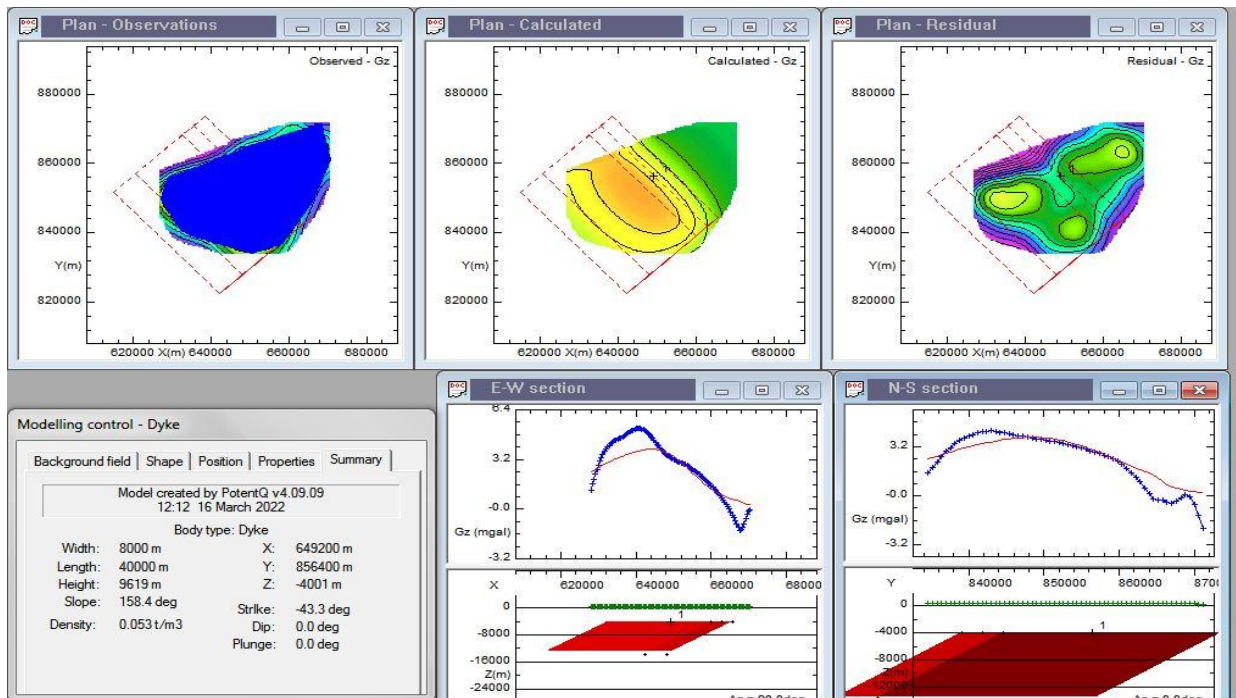 Plan - Observations
Observed - Gz
880000
860000
840000
Y(m)
820000
620000 X(m) 640000 660000 680000
Plan - Calculated
Calculated - Gz
880000
860000
840000
Y(m)
820000
620000 X(m) 640000 660000 680000
Plan - Residual
Residual - Gz
880000
860000
840000
Y(m)
820000
620000 X(m) 640000 660000 680000
Modelling control - Dyke
Background field Shape Position Properties Summary
Model created by PotentQ v4.09.09
12:12 16 March 2022
Body type: Dyke
Width: 8000 m X: 649200 m
Length: 40000 m Y: 856400 m
Height: 9619 m Z: -4001 m
Slope: 158.4 deg Strike: -43.3 deg
Density: 0.053 t/m3 Dip: 0.0 deg
Plunge: 0.0 deg
E-W section
6.4
3.2
-0.0
Gz (mgal)
-3.2
X 620000 640000 660000 68000
0
1
-8000
-16000
Z(m)
-24000
N-S section
3.2
-0.0
Gz (mgal)
-3.2
Y 840000 850000 860000 8700
0
1
-4000
-8000
Z(m)
-12000